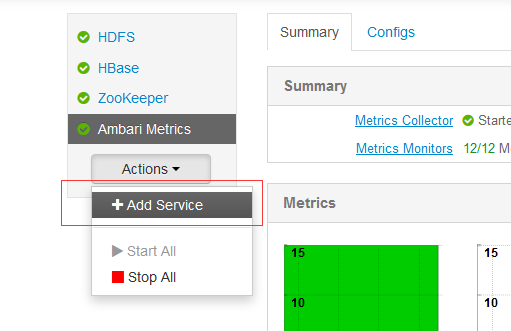 HDFS
HBase
ZooKeeper
Ambari Metrics
Actions
Add Service
Start All
Stop All
Summary Configs
Summary
Metrics Collector Starte
Metrics Monitors 12/12 M
Metrics
15 15
10 10